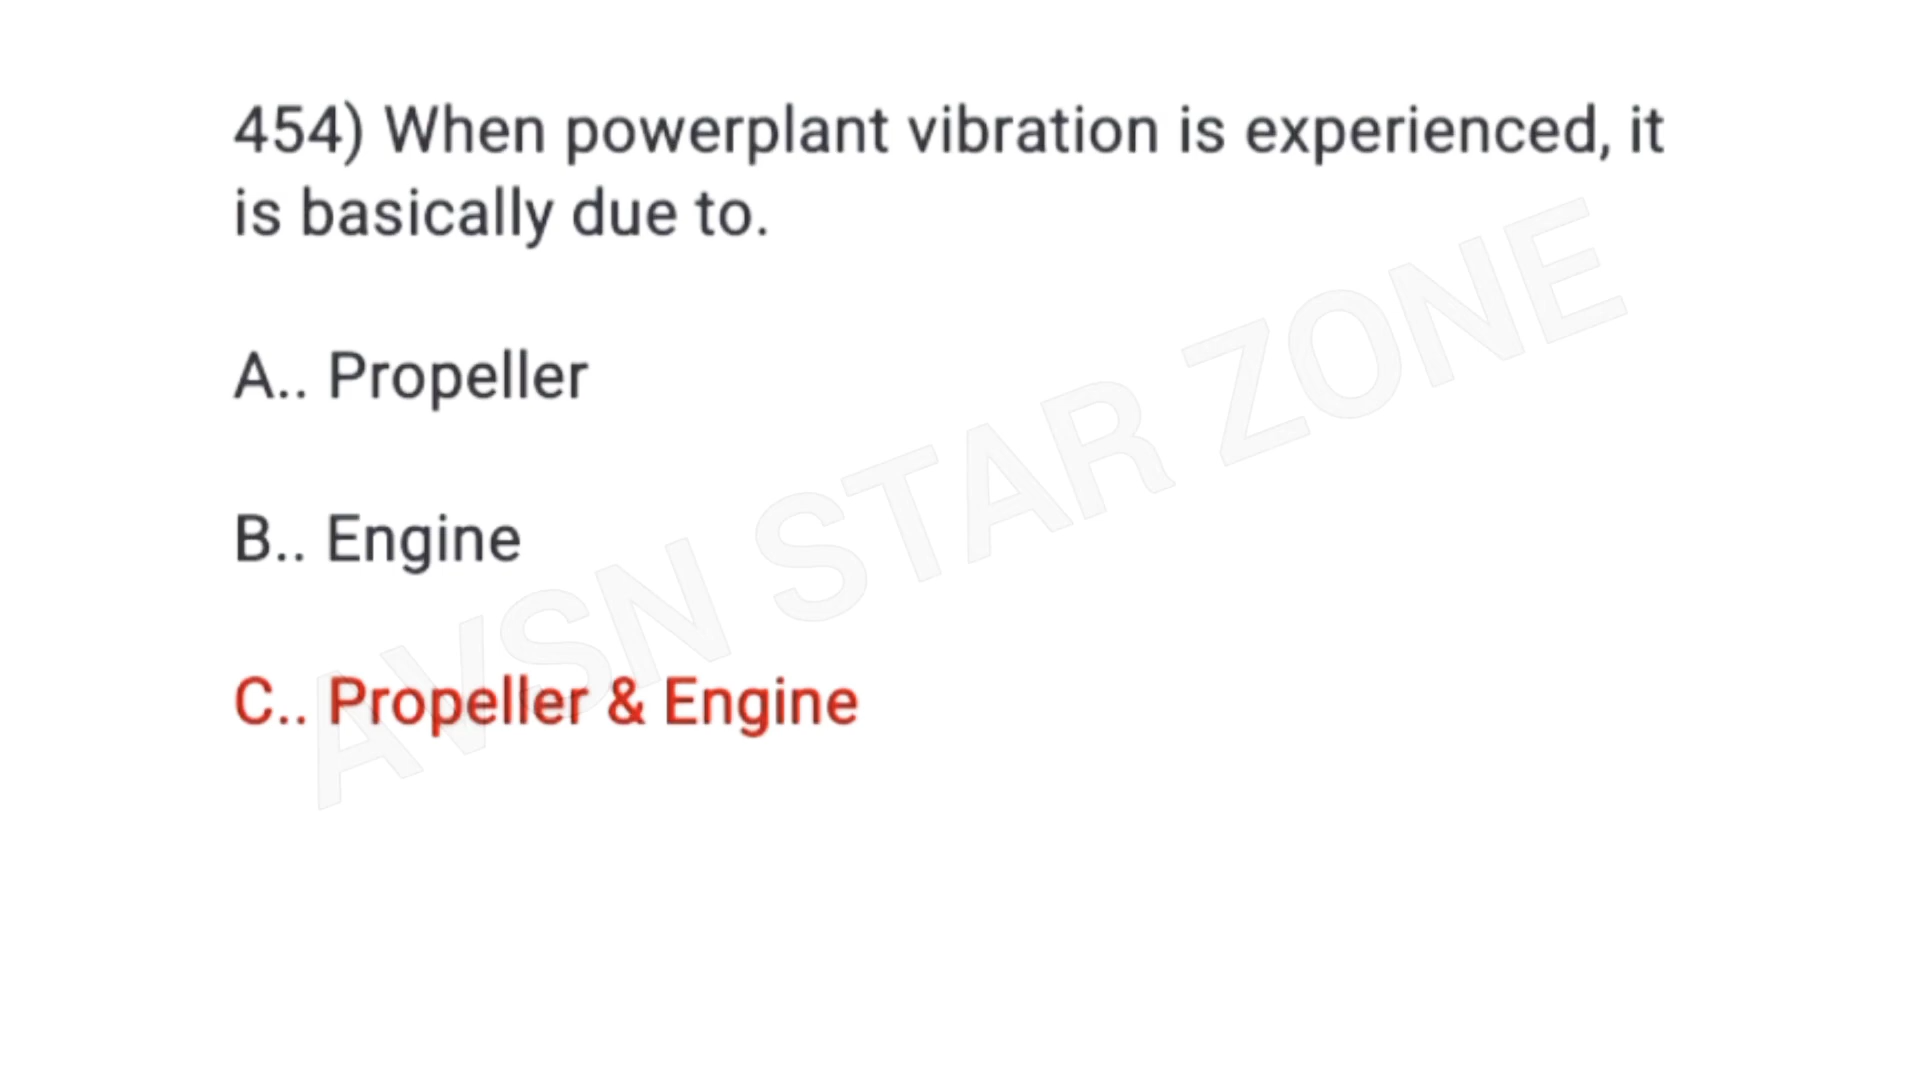 454) When powerplant vibration is experienced, it
is basically due to.
A.. Propeller
B.. Engine
C.. Propeller & Engine
AVSN STAR ZONE